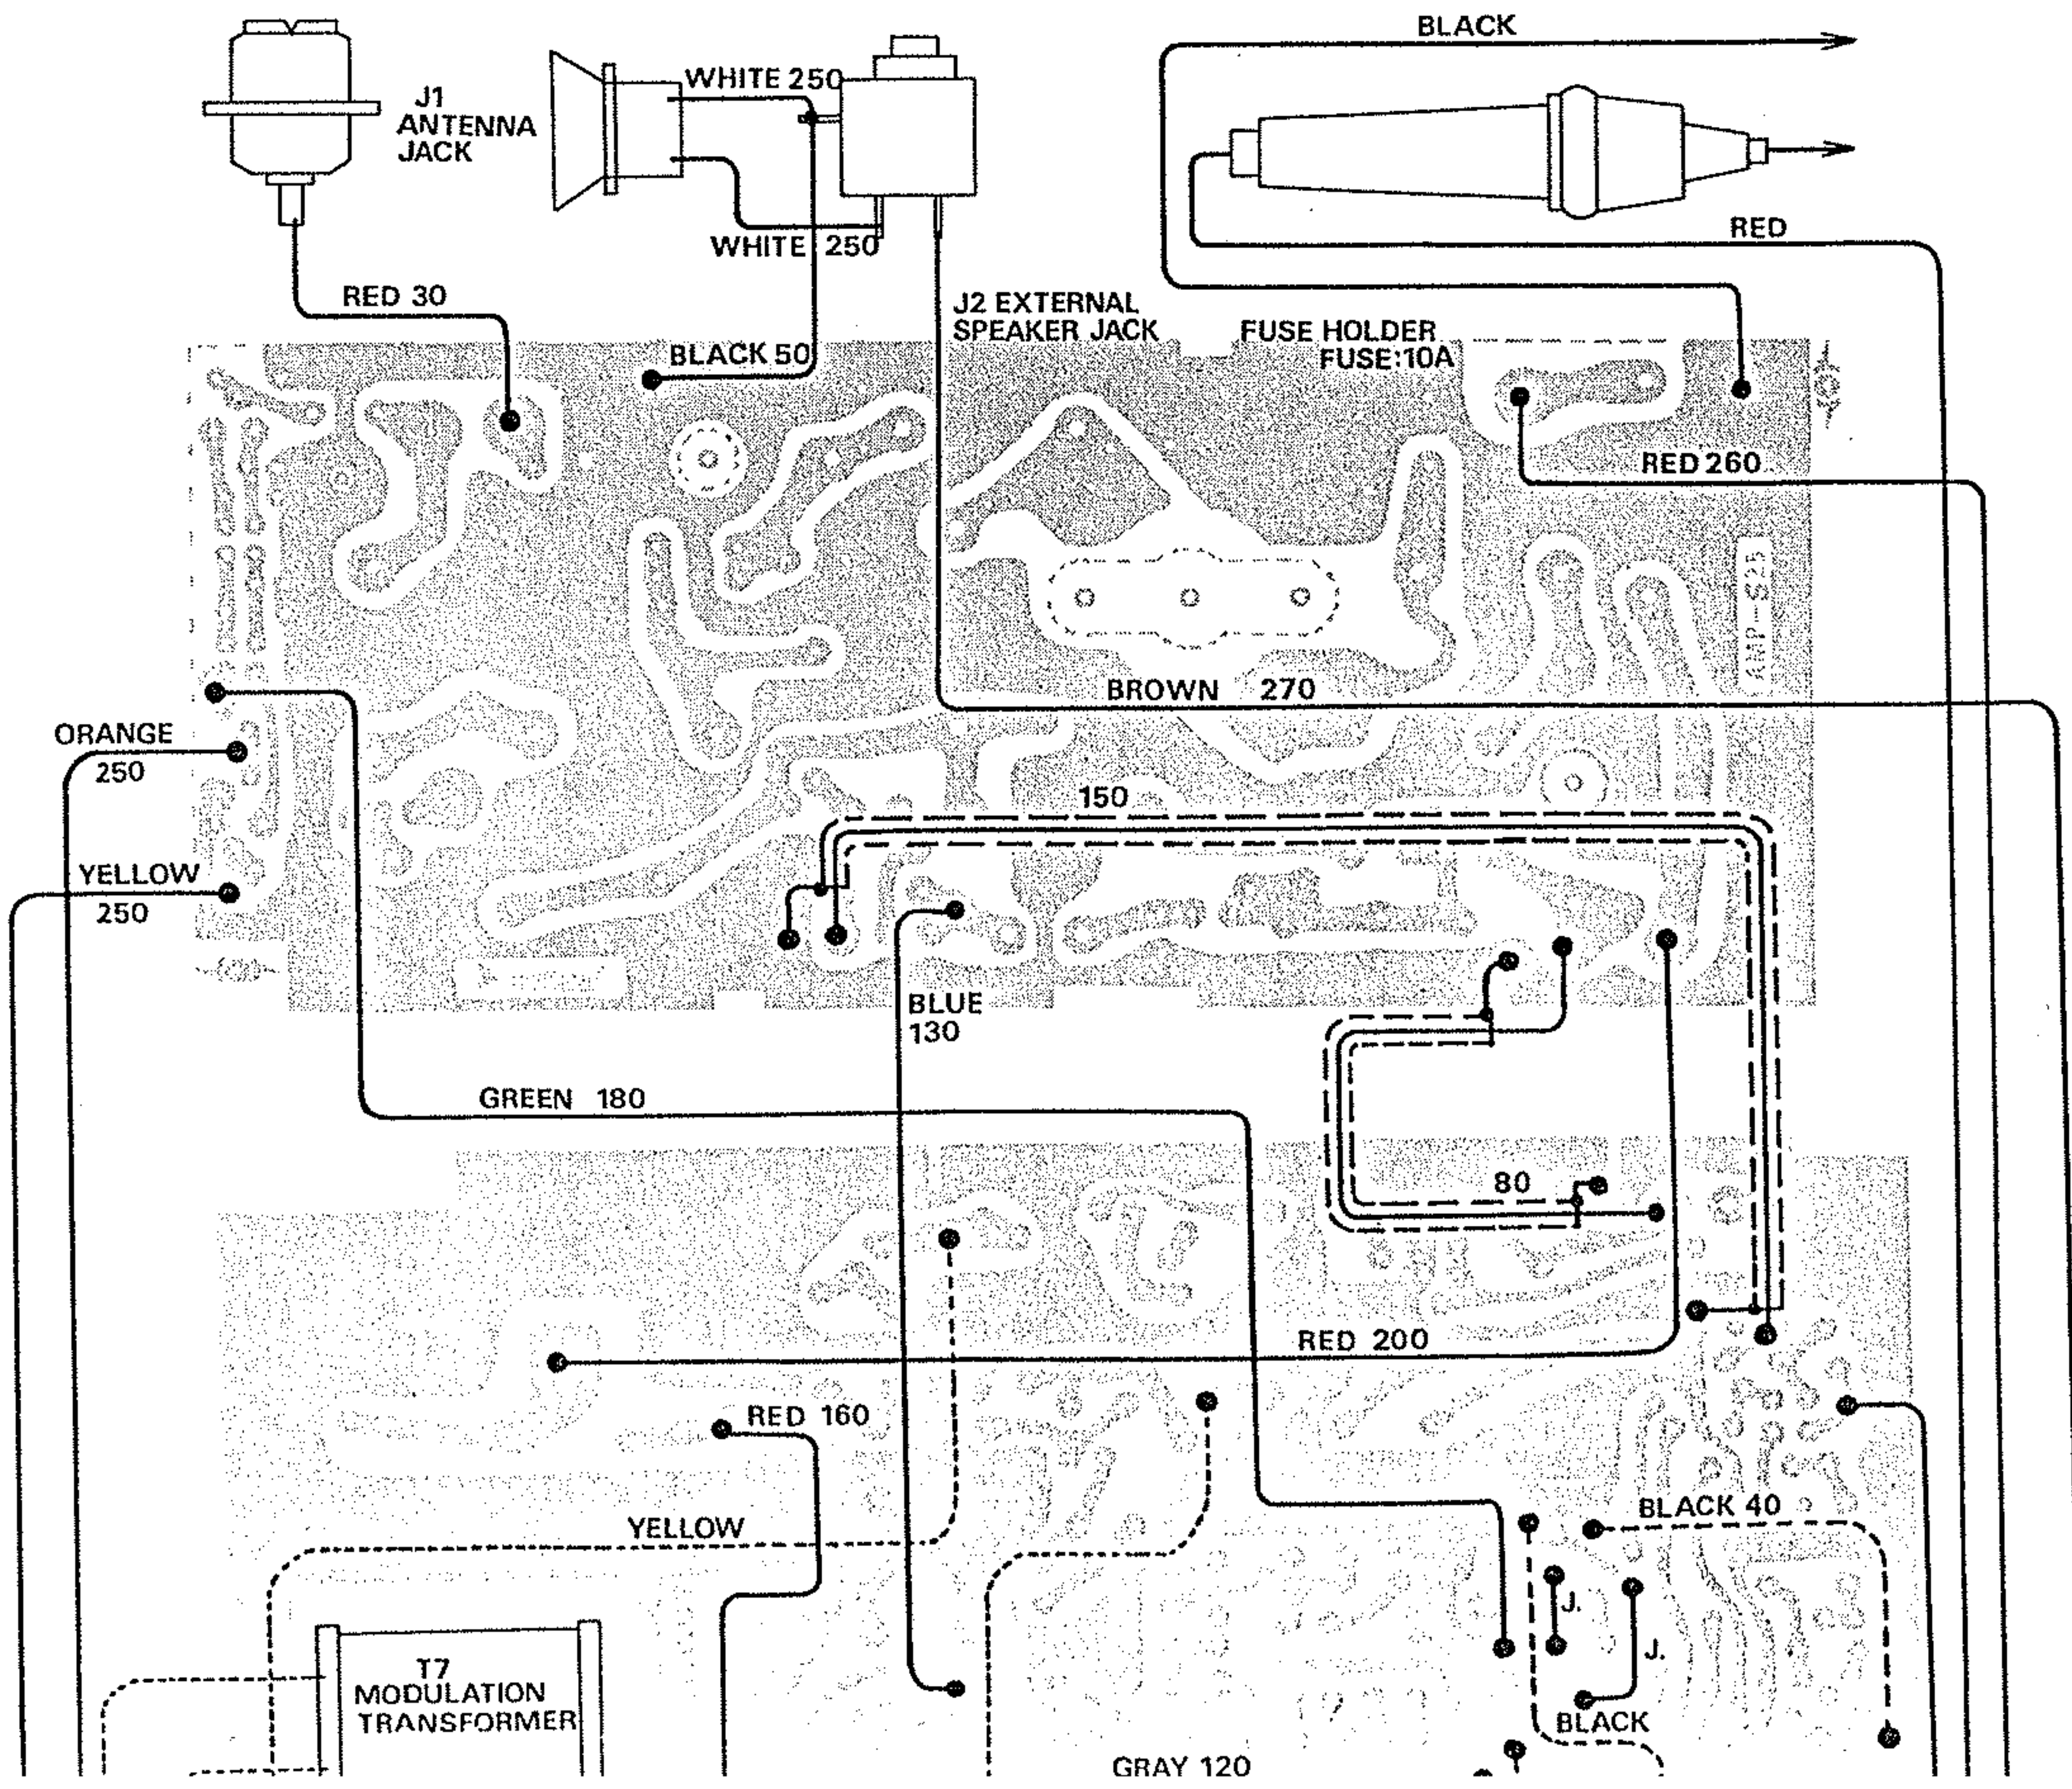 BLACK
WHITE 250
J1
ANTENNA
JACK
WHITE 250
RED
RED 30
J2 EXTERNAL
SPEAKER JACK
FUSE HOLDER
FUSE:10A
BLACK 50
RED 260
BROWN 270
ORANGE
250
150
YELLOW
250
BLUE
130
GREEN 180
80
RED 200
RED 160
BLACK 40
YELLOW
J.
J.
T7
MODULATION
TRANSFORMER
BLACK
GRAY 120